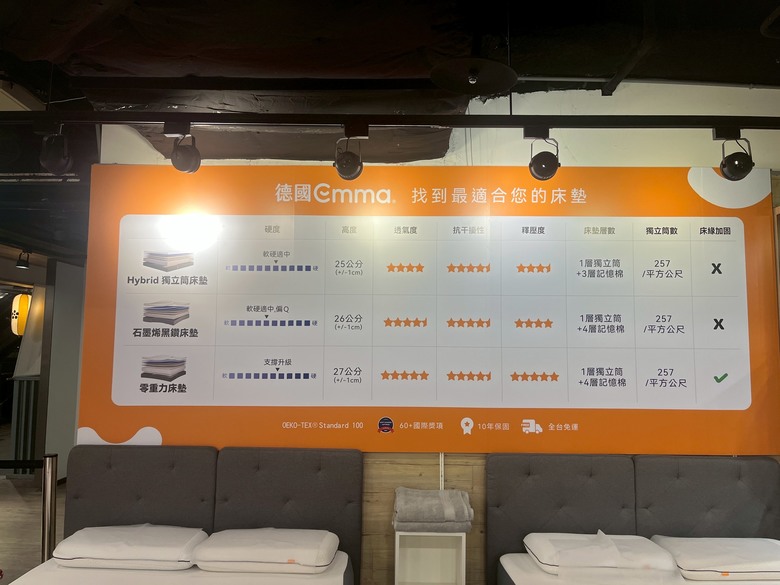 德國emma. 找到最適合您的床墊
硬度 高度 透氣度 抗干擾性 釋壓度 床墊層數 獨立筒數 床緣加固
Hybrid 獨立筒床墊
軟硬適中
軟 硬
25公分
(+/-1cm)
1層獨立筒
+3層記憶棉
257
/平方公尺
X
石墨烯黑鑽床墊
軟硬適中,偏Q
軟 硬
26公分
(+/-1cm)
1層獨立筒
+4層記憶棉
257
/平方公尺
X
零重力床墊
支撐升級
軟 硬
27公分
(+/-1cm)
1層獨立筒
+4層記憶棉
257
/平方公尺
OEKO-TEX® Standard 100 60+國際獎項 10年保固 全台免運